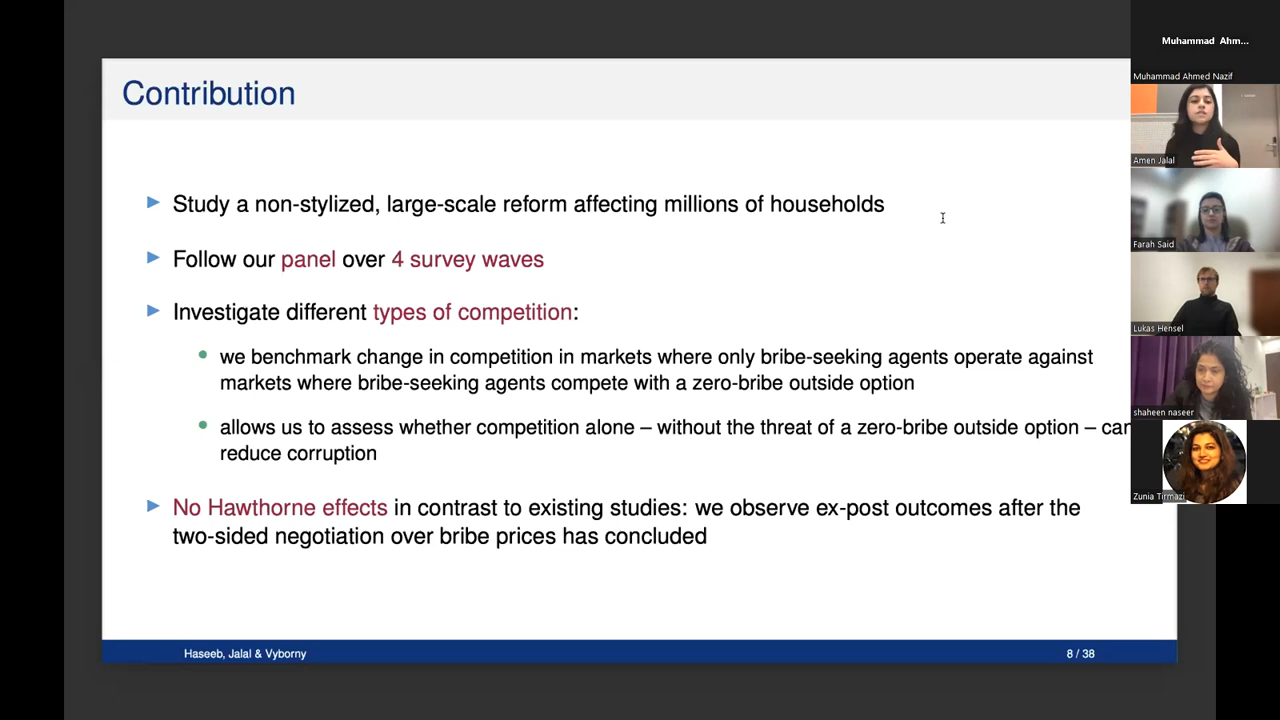 Contribution
Study a non-stylized, large-scale reform affecting millions of households
Follow our panel over 4 survey waves
Investigate different types of competition:
we benchmark change in competition in markets where only bribe-seeking agents operate against
markets where bribe-seeking agents compete with a zero-bribe outside option
allows us to assess whether competition alone – without the threat of a zero-bribe outside option – can
reduce corruption
No Hawthorne effects in contrast to existing studies: we observe ex-post outcomes after the
two-sided negotiation over bribe prices has concluded
Haseeb, Jalal & Vyborny
8 / 38
Muhammad Ahm...
Muhammad Ahmed Nazif
Amen Jalal
Farah Said
Lukas Hensel
shaheen naseer
Zunia Tirmazi